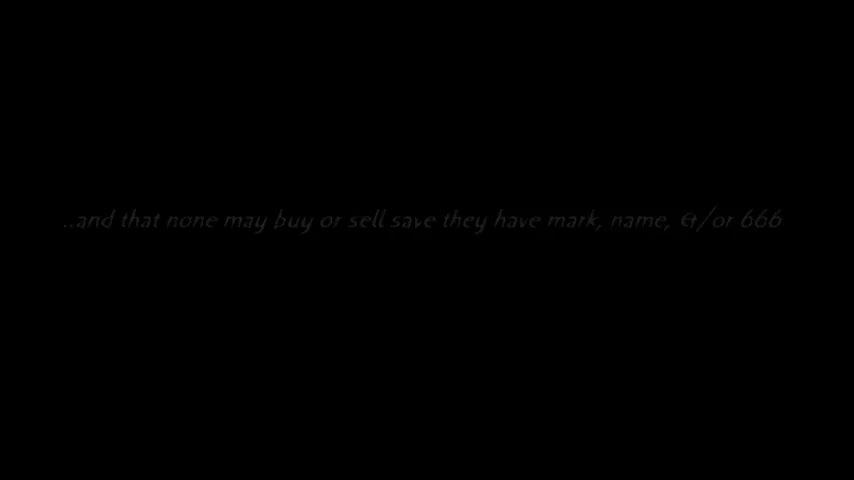 ..and that none may buy or sell save they have mark, name, &/or 666